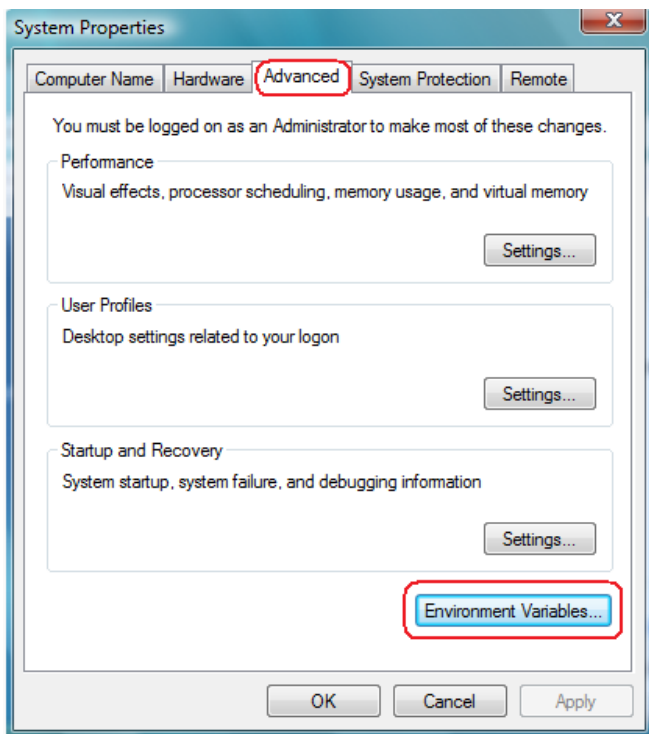 System Properties
Computer Name Hardware Advanced System Protection Remote
You must be logged on as an Administrator to make most of these changes.
Performance
Visual effects, processor scheduling, memory usage, and virtual memory
Settings...
User Profiles
Desktop settings related to your logon
Settings...
Startup and Recovery
System startup, system failure, and debugging information
Settings...
Environment Variables...
OK Cancel Apply